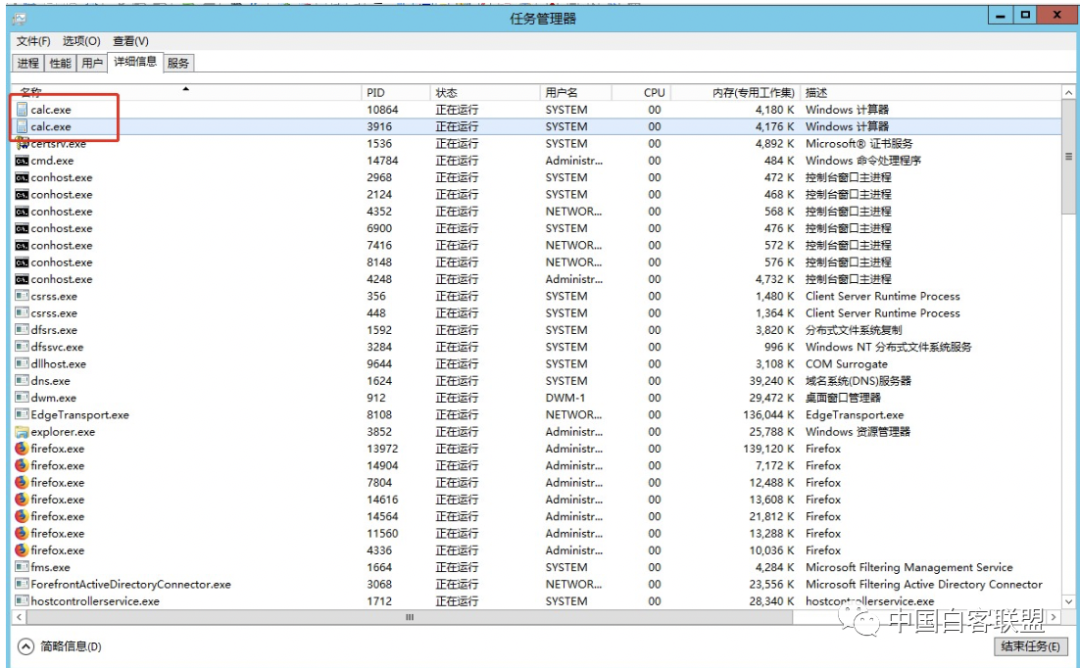 任务管理器
文件(F) 选项(O) 查看(V)
进程 性能 用户 详细信息 服务
名称 PID 状态 用户名 CPU 内存(专用工作集) 描述
calc.exe 10864 正在运行 SYSTEM 00 4,180 K Windows 计算器
calc.exe 3916 正在运行 SYSTEM 00 4,176 K Windows 计算器
certsrv.exe 1536 正在运行 SYSTEM 00 4,892 K Microsoft® 证书服务
cmd.exe 14784 正在运行 Administr... 00 484 K Windows 命令处理程序
conhost.exe 2968 正在运行 SYSTEM 00 472 K 控制台窗口主进程
conhost.exe 2124 正在运行 SYSTEM 00 468 K 控制台窗口主进程
conhost.exe 4352 正在运行 NETWOR... 00 568 K 控制台窗口主进程
conhost.exe 6900 正在运行 SYSTEM 00 476 K 控制台窗口主进程
conhost.exe 7416 正在运行 NETWOR... 00 572 K 控制台窗口主进程
conhost.exe 8148 正在运行 NETWOR... 00 576 K 控制台窗口主进程
conhost.exe 4248 正在运行 Administr... 00 4,732 K 控制台窗口主进程
csrss.exe 356 正在运行 SYSTEM 00 1,480 K Client Server Runtime Process
csrss.exe 448 正在运行 SYSTEM 00 1,364 K Client Server Runtime Process
dfsrs.exe 1592 正在运行 SYSTEM 00 3,820 K 分布式文件系统复制
dfssvc.exe 3284 正在运行 SYSTEM 00 996 K Windows NT 分布式文件系统服务
dllhost.exe 9644 正在运行 SYSTEM 00 3,108 K COM Surrogate
dns.exe 1624 正在运行 SYSTEM 00 39,240 K 域名系统(DNS)服务器
dwm.exe 912 正在运行 DWM-1 00 29,472 K 桌面窗口管理器
EdgeTransport.exe 8108 正在运行 NETWOR... 00 136,044 K EdgeTransport.exe
explorer.exe 3852 正在运行 Administr... 00 25,788 K Windows 资源管理器
firefox.exe 13972 正在运行 Administr... 00 139,120 K Firefox
firefox.exe 14904 正在运行 Administr... 00 7,172 K Firefox
firefox.exe 7804 正在运行 Administr... 00 12,488 K Firefox
firefox.exe 14616 正在运行 Administr... 00 13,608 K Firefox
firefox.exe 14564 正在运行 Administr... 00 21,812 K Firefox
firefox.exe 11560 正在运行 Administr... 00 13,288 K Firefox
firefox.exe 4336 正在运行 Administr... 00 10,036 K Firefox
fms.exe 1664 正在运行 SYSTEM 00 4,284 K Microsoft Filtering Management Service
ForefrontActiveDirectoryConnector.exe 3068 正在运行 NETWOR... 00 23,556 K Microsoft Filtering Active Directory Connector
hostcontrollerservice.exe 1712 正在运行 SYSTEM 00 28,340 K hostcontrollerservice.exe
中国白客联盟
简略信息(D) 结束任务(E)